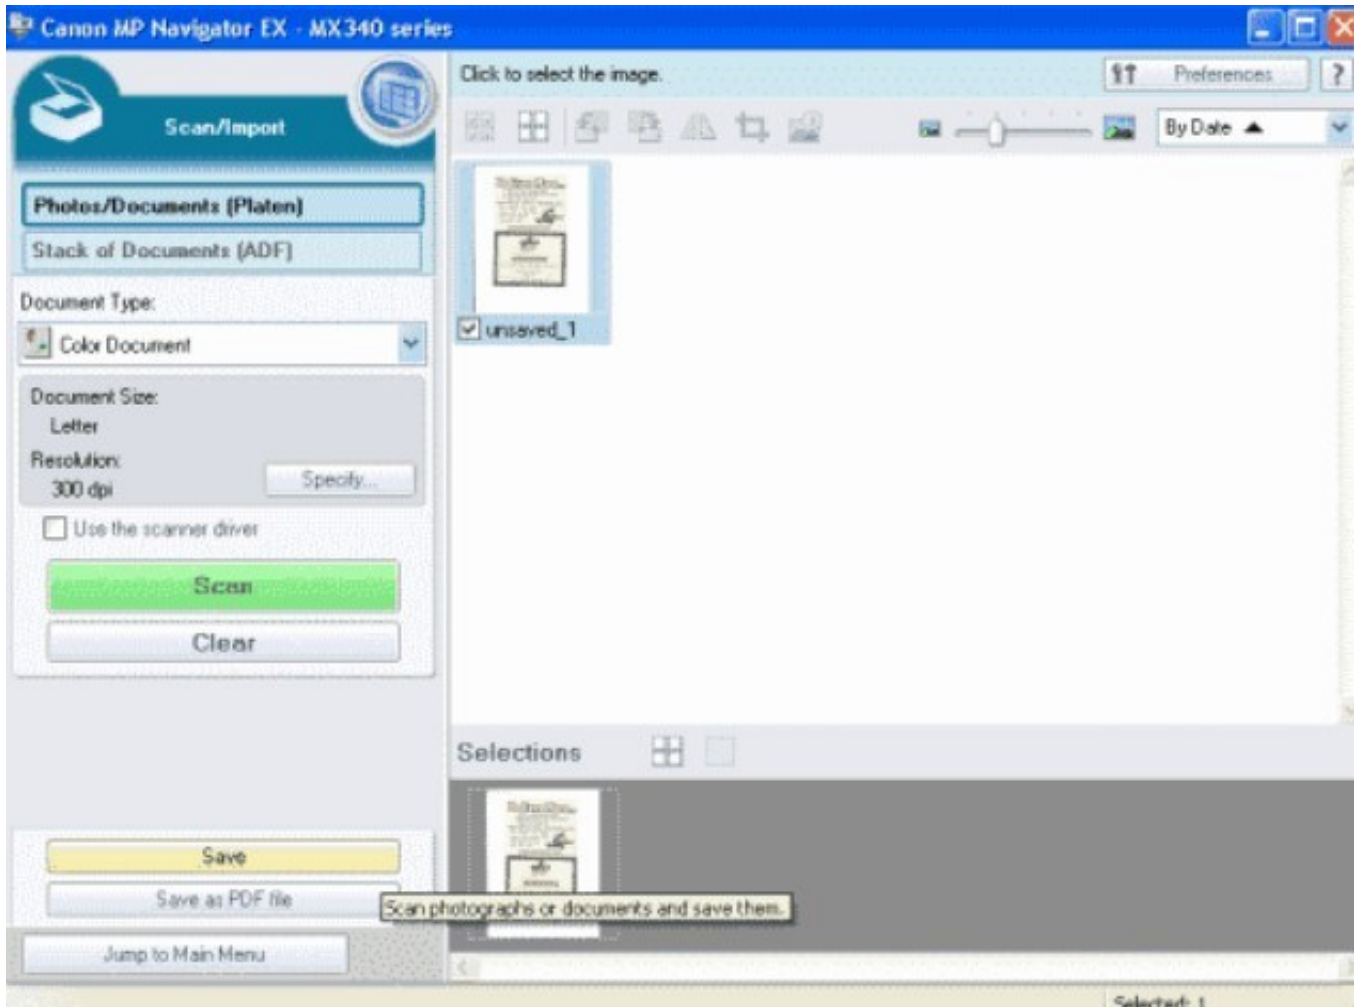 Canon MP Navigator EX - MX340 series
Scan/Import
Photos/Documents (Platen)
Stack of Documents (ADF)
Document Type:
Color Document
Document Size:
Letter
Resolution:
300 dpi
Specify...
Use the scanner driver
Scan
Clear
Save
Save as PDF file
Jump to Main Menu
Click to select the image.
Preferences
?
By Date
unsaved_1
Selections
Scan photographs or documents and save them.
Selected: 1